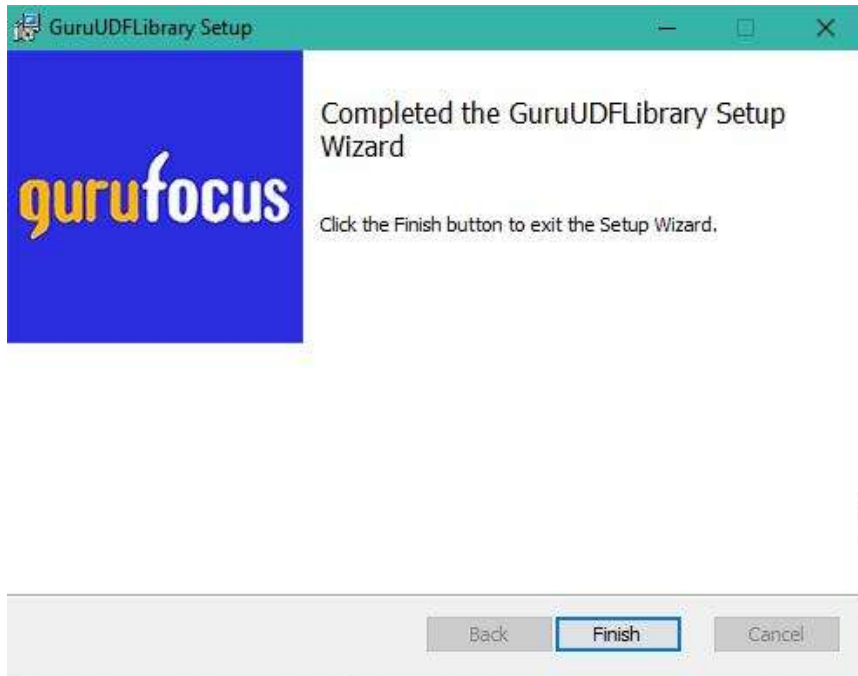 GuruUDFLibrary Setup
gurufocus
Completed the GuruUDFLibrary Setup
Wizard
Click the Finish button to exit the Setup Wizard.
Back Finish Cancel